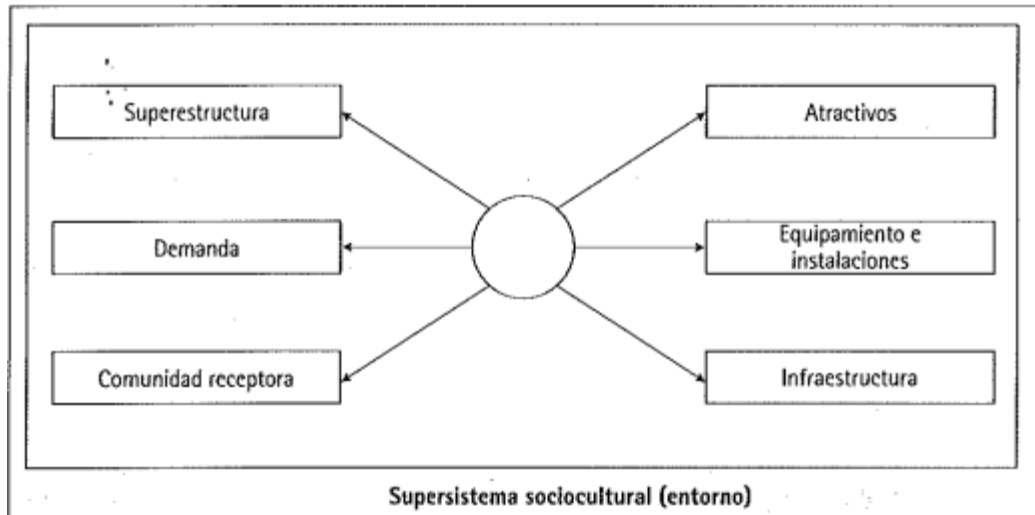 Superestructura
Atractivos
Demanda
Equipamiento e
instalaciones
Comunidad receptora
Infraestructura
Supersistema sociocultural (entorno)